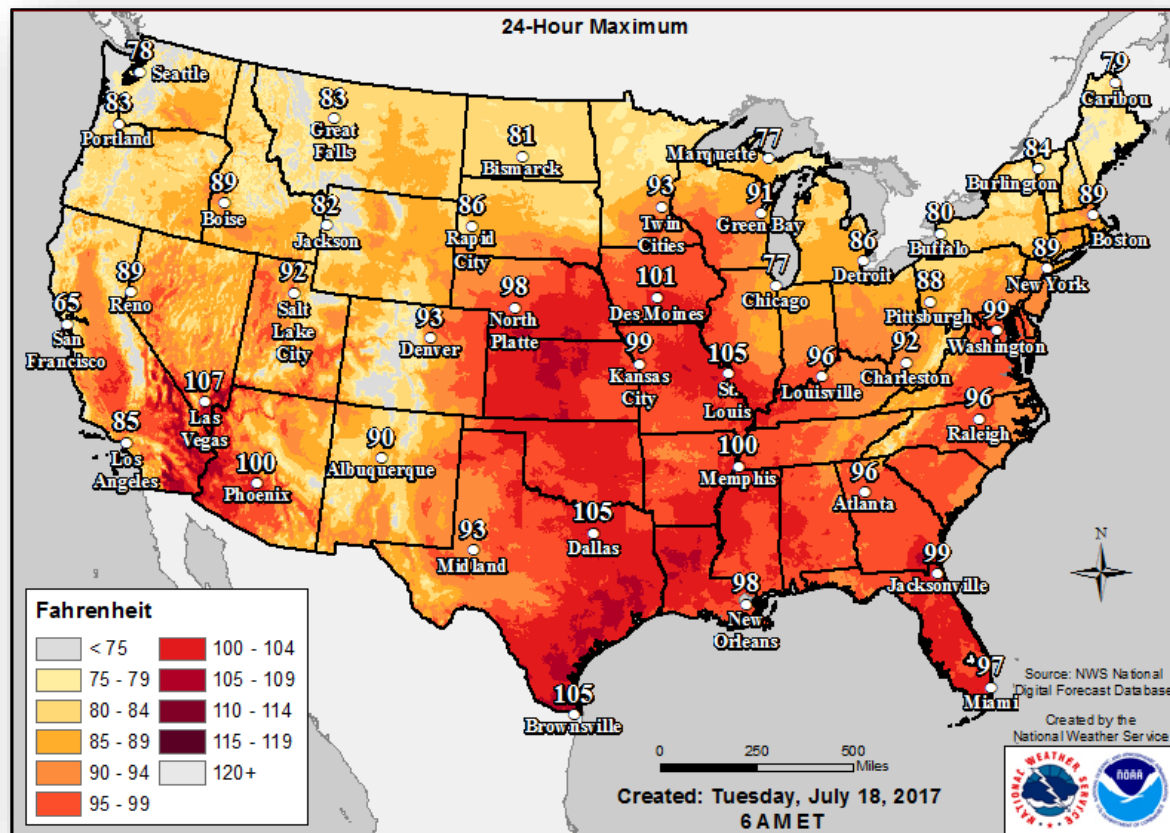 24-Hour Maximum
78
Seattle
83
Portland
83
Great
Falls
81
Bismarck
77
Marquette
79
Caribou
84
Burlington
89
Boise
82
Jackson
86
Rapid
City
93
Twin
Cities
91
Green Bay
86
Detroit
80
Buffalo
89
Boston
89
New York
89
Reno
92
Salt
Lake
City
98
North
Platte
101
Des Moines
77
Chicago
88
Pittsburgh
99
Washington
65
San
Francisco
93
Denver
99
Kansas
City
105
St.
Louis
96
Louisville
92
Charleston
107
Las
Vegas
96
Raleigh
85
Los
Angeles
100
Phoenix
90
Albuquerque
100
Memphis
96
Atlanta
93
Midland
105
Dallas
98
New
Orleans
99
Jacksonville
105
Brownsville
97
Miami
N
Fahrenheit
< 75
75 - 79
80 - 84
85 - 89
90 - 94
95 - 99
100 - 104
105 - 109
110 - 114
115 - 119
120+
Source: NWS National
Digital Forecast Database
Created by the
National Weather Service
0 250 500
Miles
Created: Tuesday, July 18, 2017
6 AM ET
NATIONAL WEATHER SERVICE
NOAA